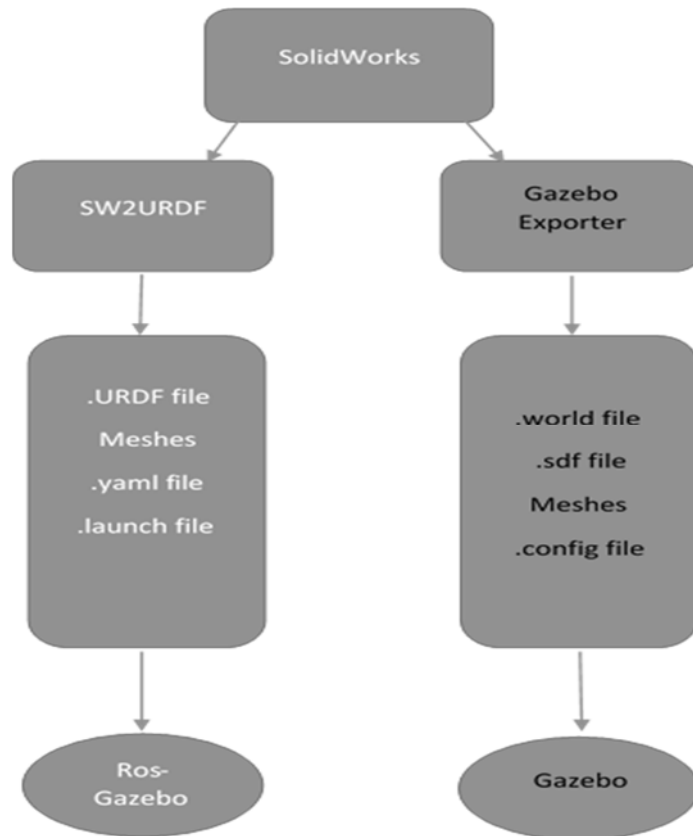 SolidWorks
SW2URDF
Gazebo
Exporter
.URDF file
Meshes
.yaml file
.launch file
.world file
.sdf file
Meshes
.config file
Ros-
Gazebo
Gazebo